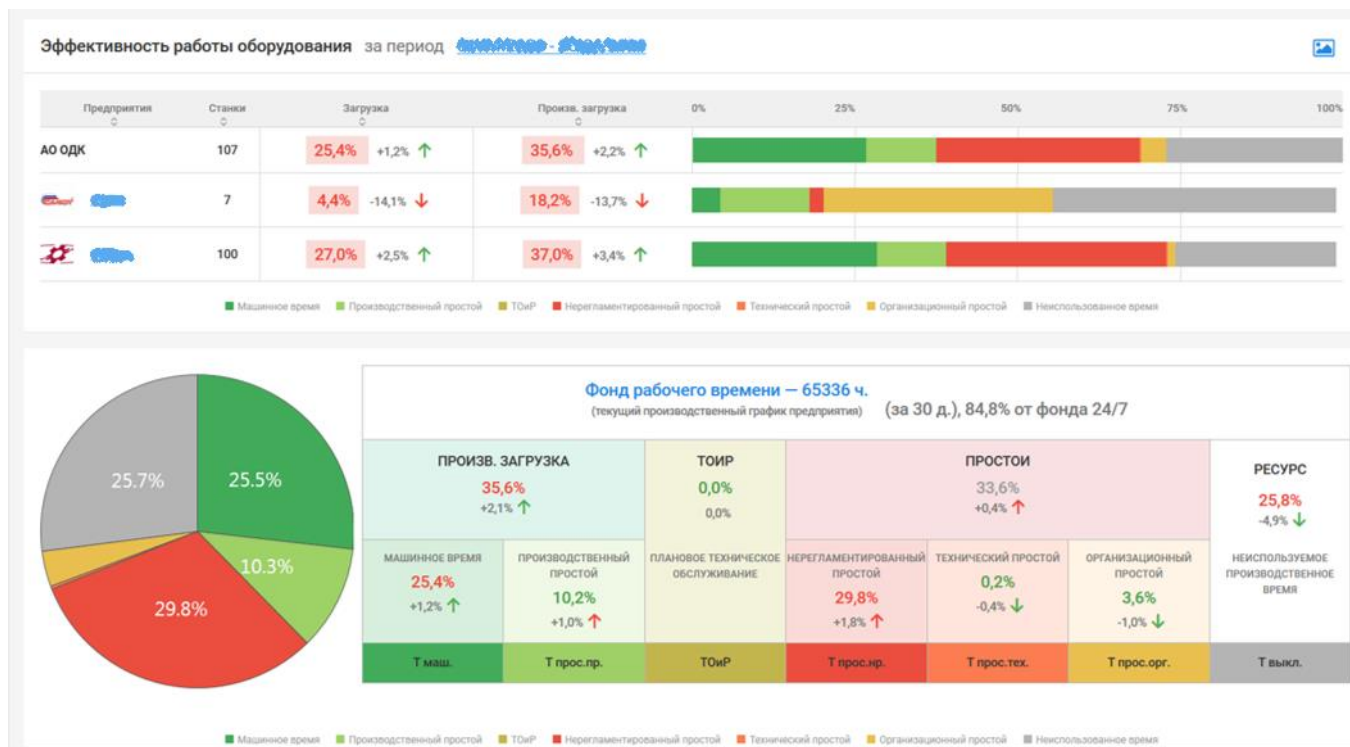 Эффективность работы оборудования за период
Предприятия Станки Загрузка Произв. загрузка 0% 25% 50% 75% 100%
АО ОДК 107 25,4% +1,2% ↑ 35,6% +2,2% ↑
7 4,4% -14,1% ↓ 18,2% -13,7% ↓
100 27,0% +2,5% ↑ 37,0% +3,4% ↑
Машинное время Производственный простой ТОиР Нерегламентированный простой Технический простой Организационный простой Неиспользованное время
25.7% 25.5%
10.3%
29.8%
Фонд рабочего времени — 65336 ч.
(текущий производственный график предприятия) (за 30 д.), 84,8% от фонда 24/7
ПРОИЗВ. ЗАГРУЗКА ТОИР ПРОСТОИ РЕСУРС
35,6% 0,0% 33,6% 25,8%
+2,1% ↑ 0,0% +0,4% ↑ -4,9% ↓
МАШИННОЕ ВРЕМЯ ПРОИЗВОДСТВЕННЫЙ ПЛАНОВОЕ ТЕХНИЧЕСКОЕ НЕРЕГЛАМЕНТИРОВАННЫЙ ТЕХНИЧЕСКИЙ ПРОСТОЙ ОРГАНИЗАЦИОННЫЙ НЕИСПОЛЬЗУЕМОЕ
ПРОСТОЙ ОБСЛУЖИВАНИЕ ПРОСТОЙ ПРОСТОЙ ПРОИЗВОДСТВЕННОЕ
ВРЕМЯ
25,4% 10,2% 29,8% 0,2% 3,6%
+1,2% ↑ +1,0% ↑ +1,8% ↑ -0,4% ↓ -1,0% ↓
Т маш. Т прос.пр. ТОиР Т прос.нр. Т прос.тех. Т прос.орг. Т выкл.
Машинное время Производственный простой ТОиР Нерегламентированный простой Технический простой Организационный простой Неиспользованное время